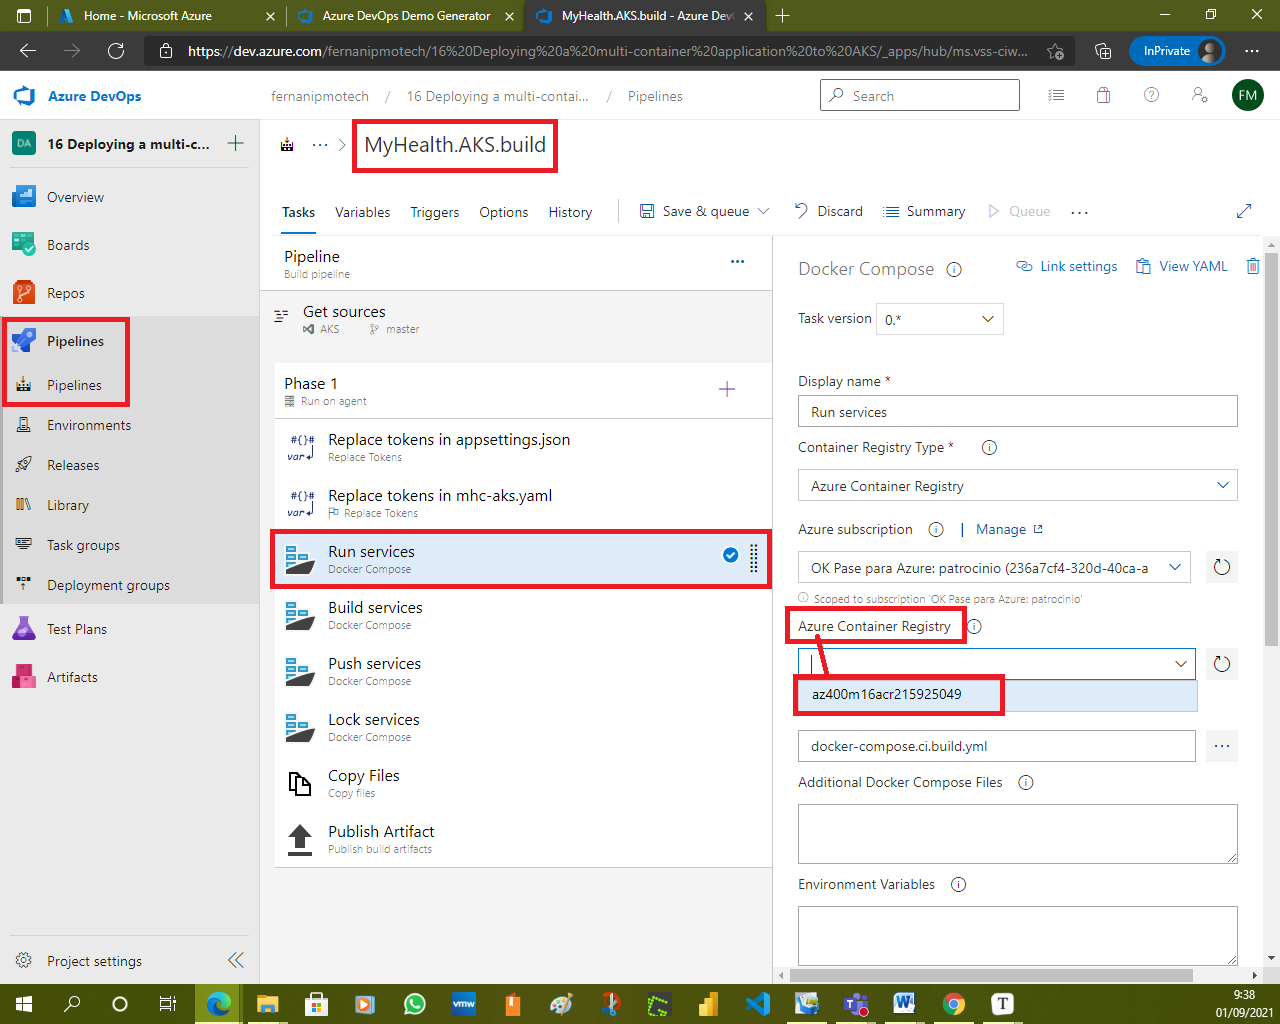 Home - Microsoft Azure
Azure DevOps Demo Generator
MyHealth.AKS.build - Azure Dev
https://dev.azure.com/fernanipmotech/16%20Deploying%20a%20multi-container%20application%20to%20AKS/_apps/hub/ms.vss-ciw...
InPrivate
Azure DevOps
fernanipmotech / 16 Deploying a multi-contai... / Pipelines
Search
FM
DA
16 Deploying a multi-c...
MyHealth.AKS.build
Overview
Boards
Repos
Pipelines
Pipelines
Environments
Releases
Library
Task groups
Deployment groups
Test Plans
Artifacts
Project settings
Tasks
Variables
Triggers
Options
History
Save & queue
Discard
Summary
Queue
Pipeline
Build pipeline
Get sources
AKS
master
Phase 1
Run on agent
#{}#
var
Replace tokens in appsettings.json
Replace Tokens
#{}#
var
Replace tokens in mhc-aks.yaml
Replace Tokens
Run services
Docker Compose
Build services
Docker Compose
Push services
Docker Compose
Lock services
Docker Compose
Copy Files
Copy files
Publish Artifact
Publish build artifacts
Docker Compose
Link settings
View YAML
Task version
0.*
Display name *
Run services
Container Registry Type *
Azure Container Registry
Azure subscription
| Manage
OK Pase para Azure: patrocinio (236a7cf4-320d-40ca-a
Scoped to subscription 'OK Pase para Azure: patrocinio'
Azure Container Registry
az400m16acr215925049
docker-compose.ci.build.yml
Additional Docker Compose Files
Environment Variables
vmw
W
T
9:38
01/09/2021